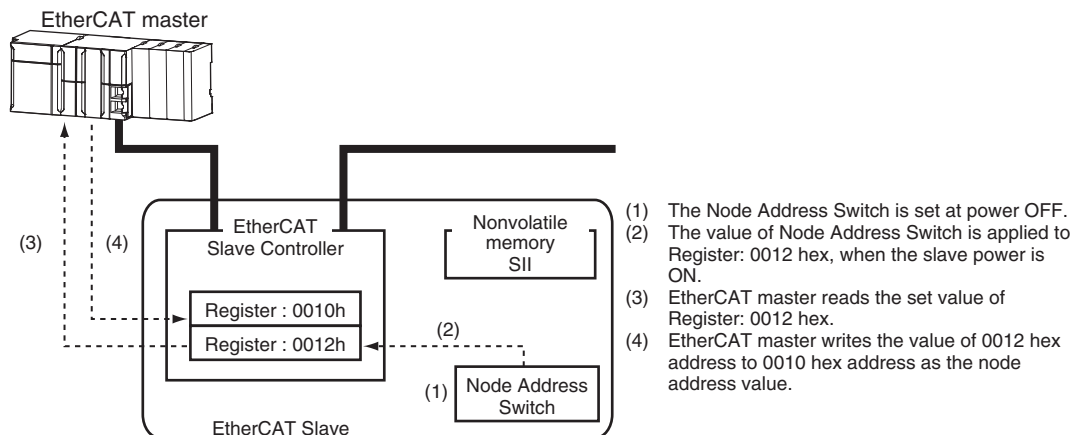 EtherCAT master
(3)
(4)
EtherCAT
Slave Controller
Nonvolatile
memory
SII
Register : 0010h
Register : 0012h
(2)
(1)
Node Address
Switch
EtherCAT Slave
(1) The Node Address Switch is set at power OFF.
(2) The value of Node Address Switch is applied to
Register: 0012 hex, when the slave power is
ON.
(3) EtherCAT master reads the set value of
Register: 0012 hex.
(4) EtherCAT master writes the value of 0012 hex
address to 0010 hex address as the node
address value.